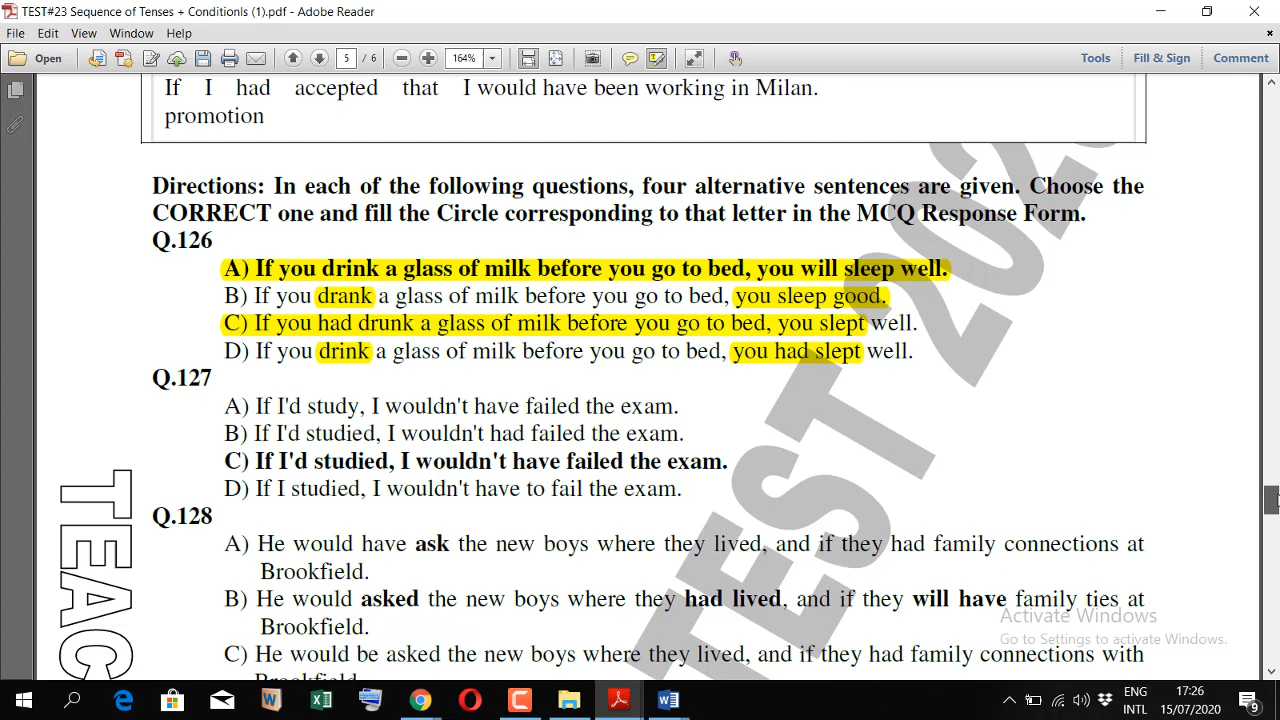 TEST#23 Sequence of Tenses + ConditionIs (1).pdf - Adobe Reader
File Edit View Window Help
Open 5 / 6 164% Tools Fill & Sign Comment
If I had accepted that I would have been working in Milan.
promotion
Directions: In each of the following questions, four alternative sentences are given. Choose the
CORRECT one and fill the Circle corresponding to that letter in the MCQ Response Form.
Q.126
A) If you drink a glass of milk before you go to bed, you will sleep well.
B) If you drank a glass of milk before you go to bed, you sleep good.
C) If you had drunk a glass of milk before you go to bed, you slept well.
D) If you drink a glass of milk before you go to bed, you had slept well.
Q.127
A) If I'd study, I wouldn't have failed the exam.
B) If I'd studied, I wouldn't had failed the exam.
C) If I'd studied, I wouldn't have failed the exam.
D) If I studied, I wouldn't have to fail the exam.
Q.128
A) He would have ask the new boys where they lived, and if they had family connections at
Brookfield.
B) He would asked the new boys where they had lived, and if they will have family ties at
Brookfield.
C) He would be asked the new boys where they lived, and if they had family connections with
Brookfield.
TEAC
TEST 202
TEST
Activate Windows
Go to Settings to activate Windows.
ENG 17:26
INTL 15/07/2020 9